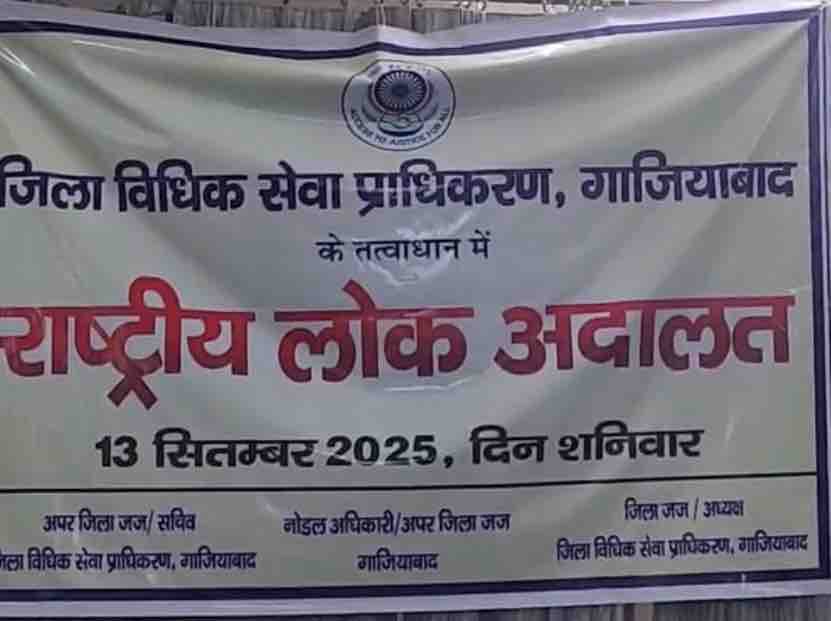 ACCESS TO JUSTICE FOR ALL
जिला विधिक सेवा प्राधिकरण, गाजियाबाद
के तत्वाधान में
राष्ट्रीय लोक अदालत
13 सितम्बर 2025, दिन शनिवार
अपर जिला जज/ सचिव
जिला विधिक सेवा प्राधिकरण, गाजियाबाद
नोडल अधिकारी/अपर जिला जज
गाजियाबाद
जिला जज / अध्यक्ष
जिला विधिक सेवा प्राधिकरण, गाजियाबाद